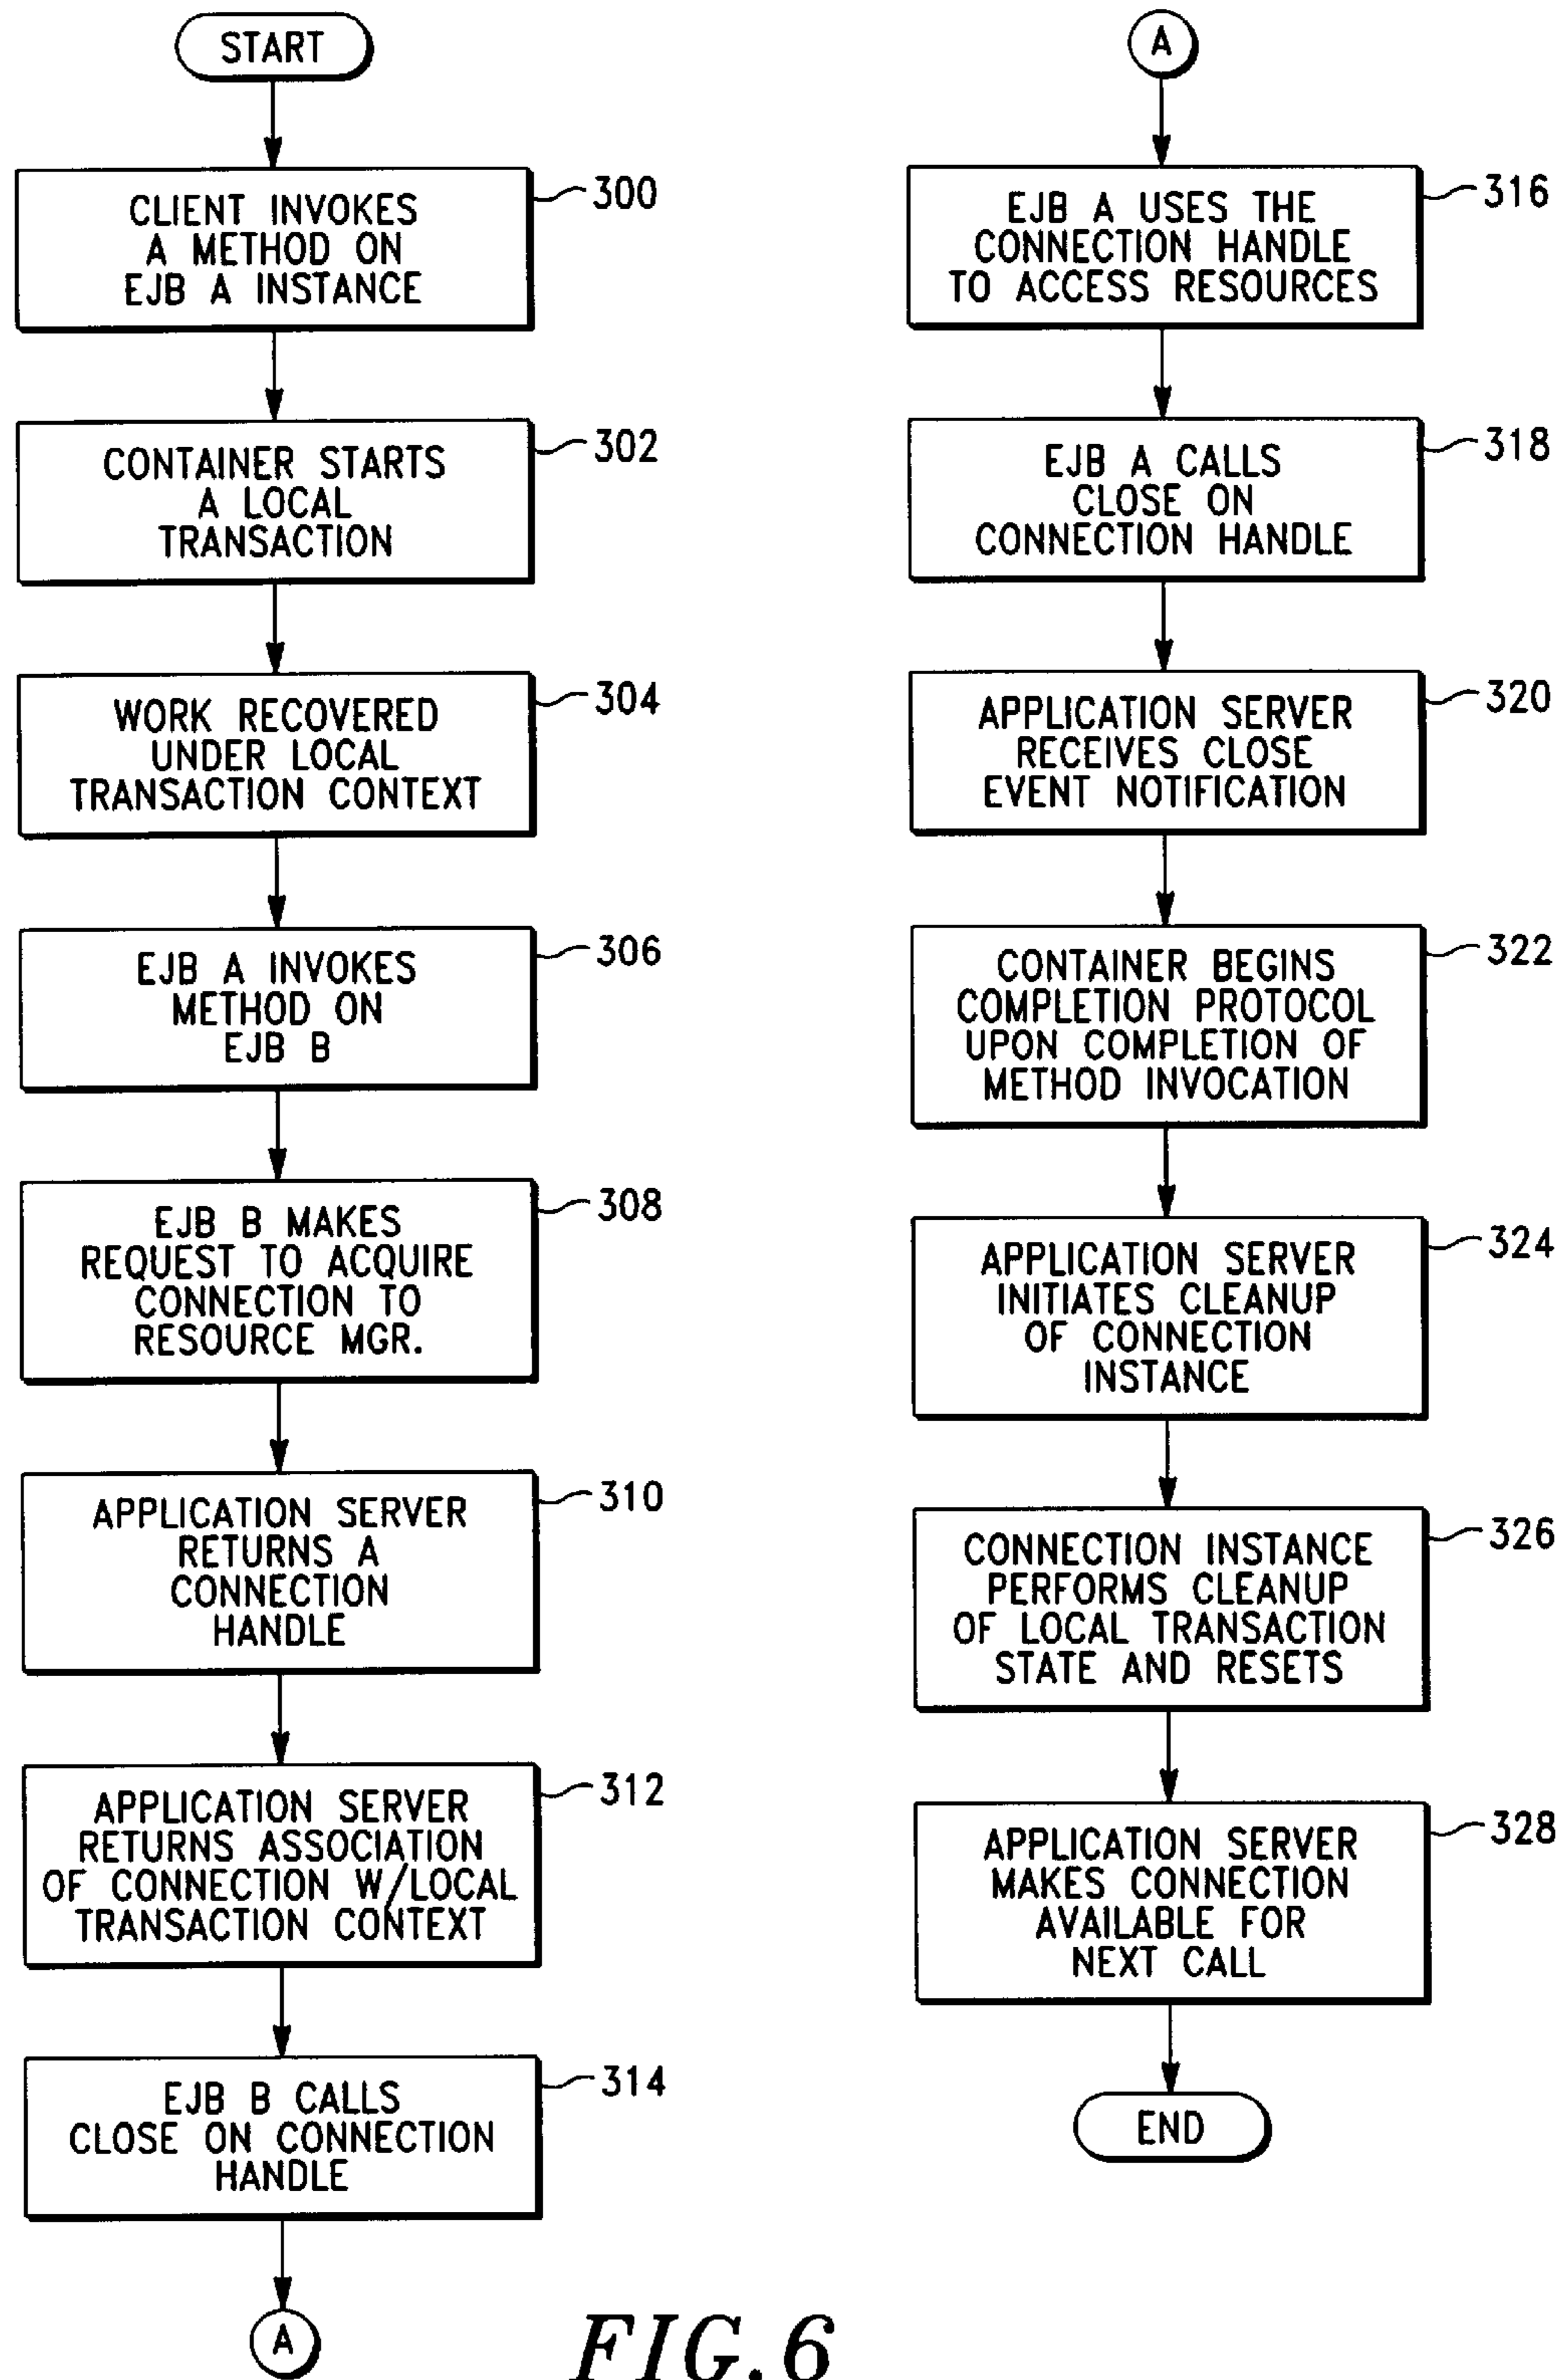 START
CLIENT INVOKES
A METHOD ON
EJB A INSTANCE
300
CONTAINER STARTS
A LOCAL
TRANSACTION
302
WORK RECOVERED
UNDER LOCAL
TRANSACTION CONTEXT
304
EJB A INVOKES
METHOD ON
EJB B
306
EJB B MAKES
REQUEST TO ACQUIRE
CONNECTION TO
RESOURCE MGR.
308
APPLICATION SERVER
RETURNS A
CONNECTION
HANDLE
310
APPLICATION SERVER
RETURNS ASSOCIATION
OF CONNECTION W/LOCAL
TRANSACTION CONTEXT
312
EJB B CALLS
CLOSE ON CONNECTION
HANDLE
314
A
A
EJB A USES THE
CONNECTION HANDLE
TO ACCESS RESOURCES
316
EJB A CALLS
CLOSE ON
CONNECTION HANDLE
318
APPLICATION SERVER
RECEIVES CLOSE
EVENT NOTIFICATION
320
CONTAINER BEGINS
COMPLETION PROTOCOL
UPON COMPLETION OF
METHOD INVOCATION
322
APPLICATION SERVER
INITIATES CLEANUP
OF CONNECTION
INSTANCE
324
CONNECTION INSTANCE
PERFORMS CLEANUP
OF LOCAL TRANSACTION
STATE AND RESETS
326
APPLICATION SERVER
MAKES CONNECTION
AVAILABLE FOR
NEXT CALL
328
END
FIG.6